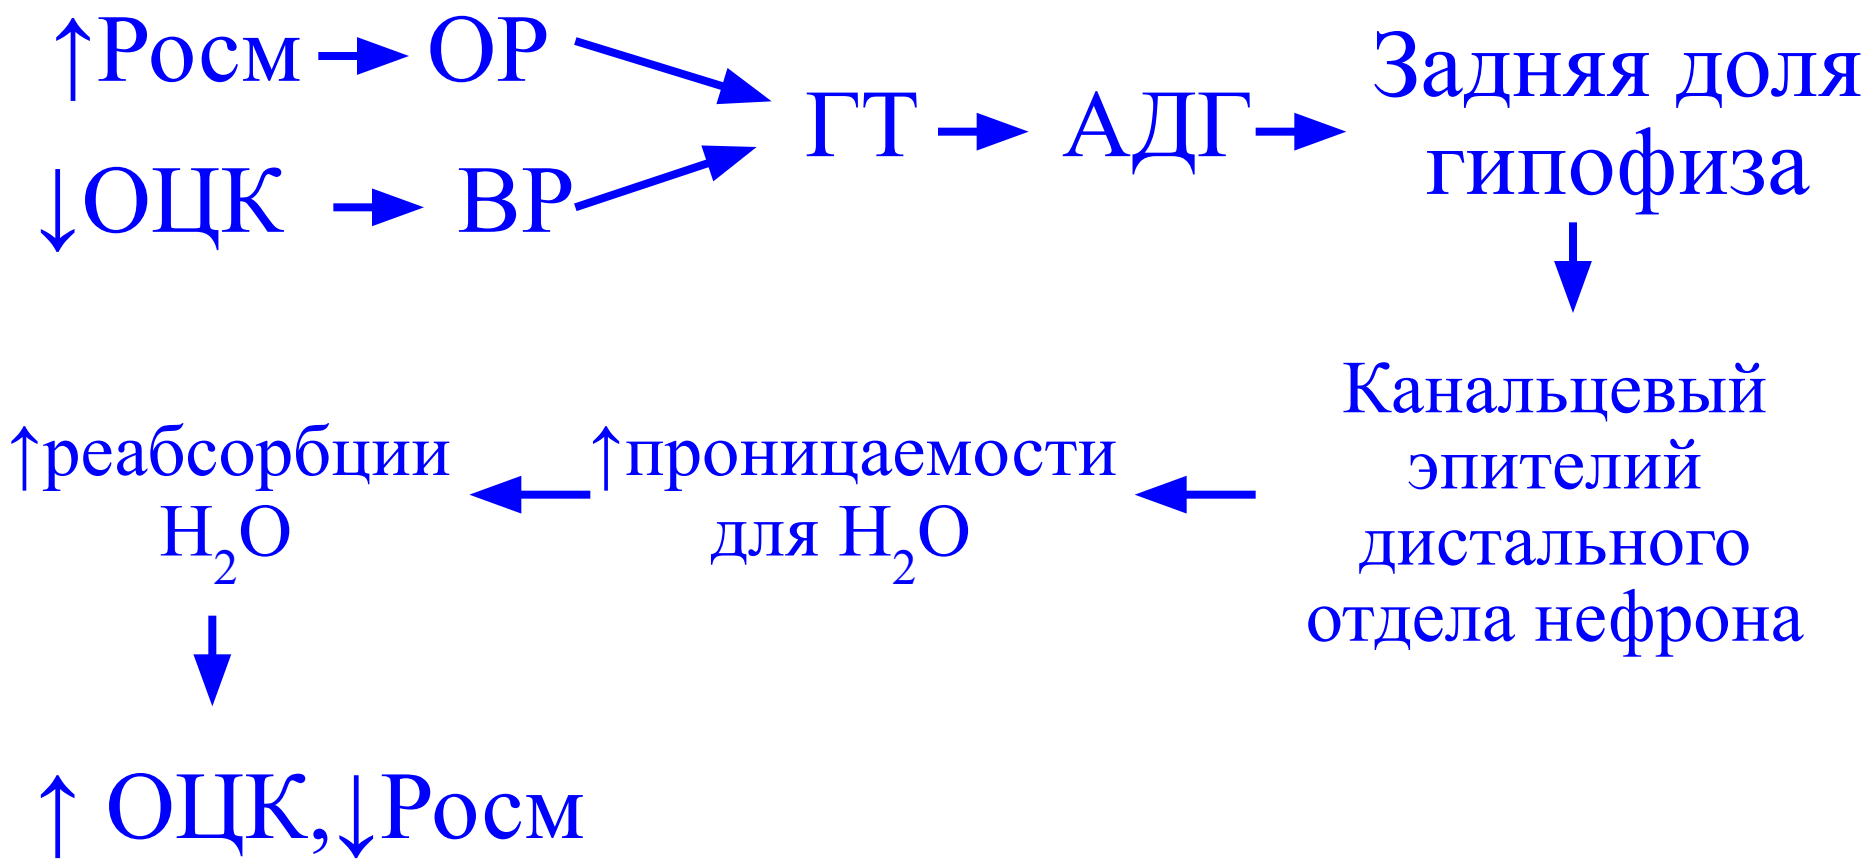 ↑Росм → ОР
↓ОЦК → ВР
ГТ → АДГ →
Задняя доля
гипофиза
Канальцевый
эпителий
дистального
отдела нефрона
↑проницаемости
для H₂O
↑реабсорбции
H₂O
↑ ОЦК,↓Росм